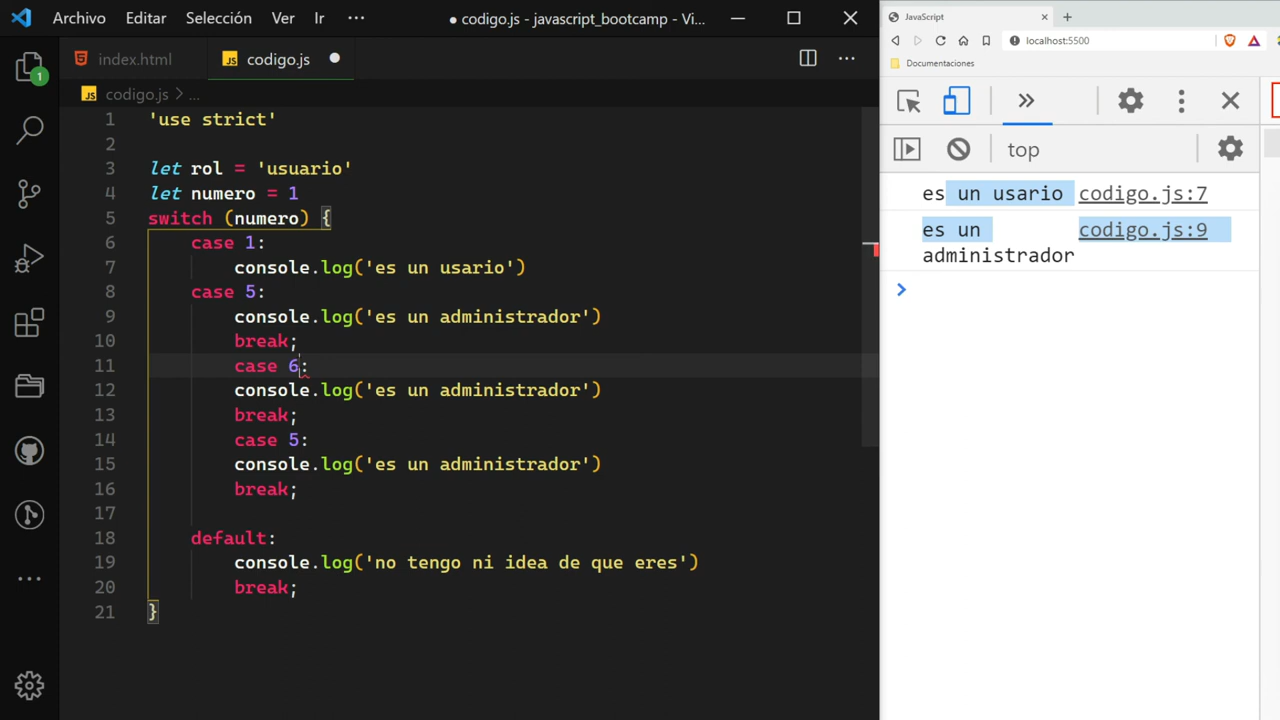 Archivo Editar Selección Ver Ir ··· ● codigo.js - javascript_bootcamp - Vi...
index.html codigo.js
codigo.js > ...
1 'use strict'
2
3 let rol = 'usuario'
4 let numero = 1
5 switch (numero) {
6 case 1:
7 console.log('es un usario')
8 case 5:
9 console.log('es un administrador')
10 break;
11 case 6:
12 console.log('es un administrador')
13 break;
14 case 5:
15 console.log('es un administrador')
16 break;
17
18 default:
19 console.log('no tengo ni idea de que eres')
20 break;
21 }
1
JavaScript
localhost:5500
Documentaciones
top
es un usario codigo.js:7
es un codigo.js:9
administrador